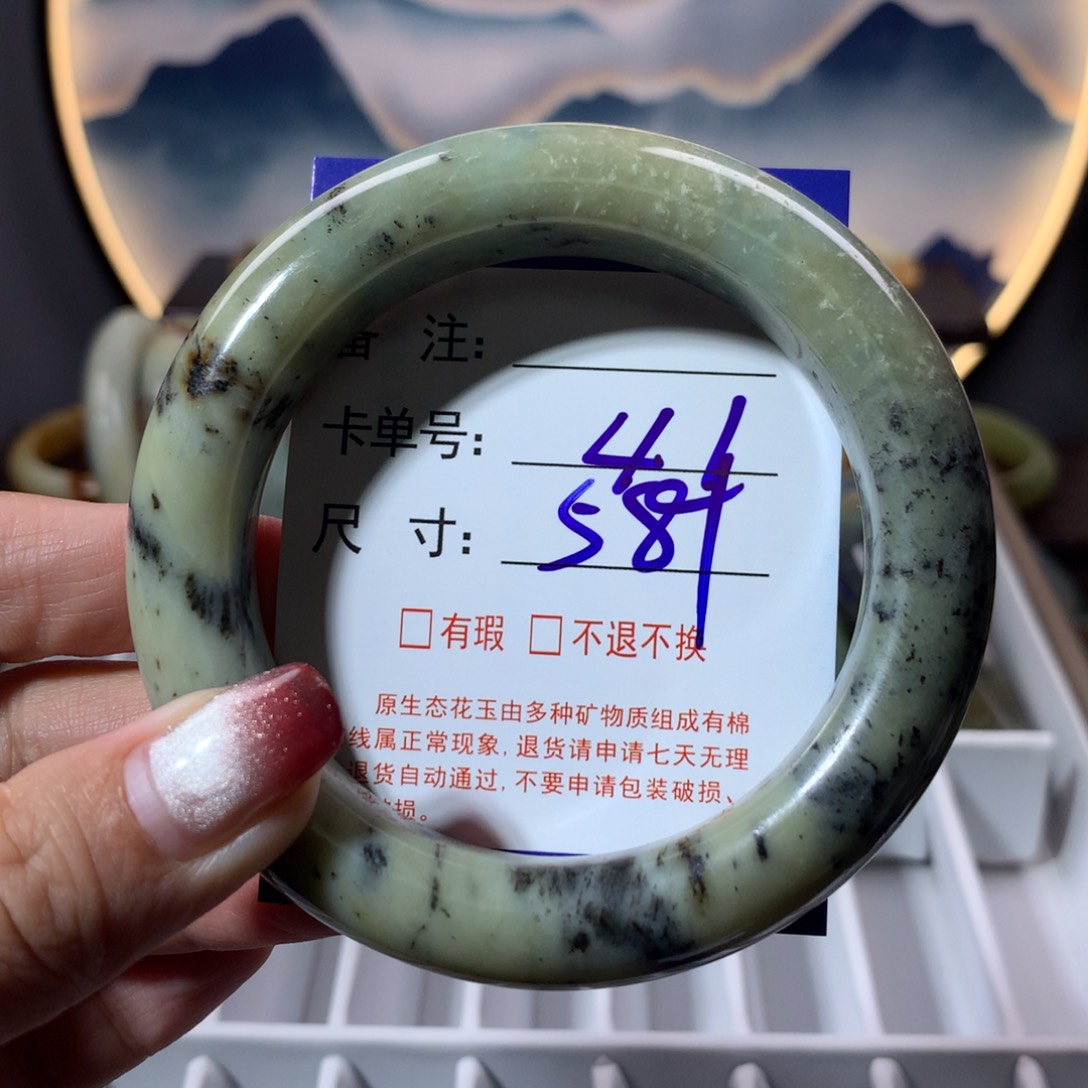 备 注:
卡单号:
尺 寸: 58
□有瑕 □不退不换
原生态花玉由多种矿物质组成有棉
线属正常现象,退货请申请七天无理
退货自动通过,不要申请包装破损、
损。